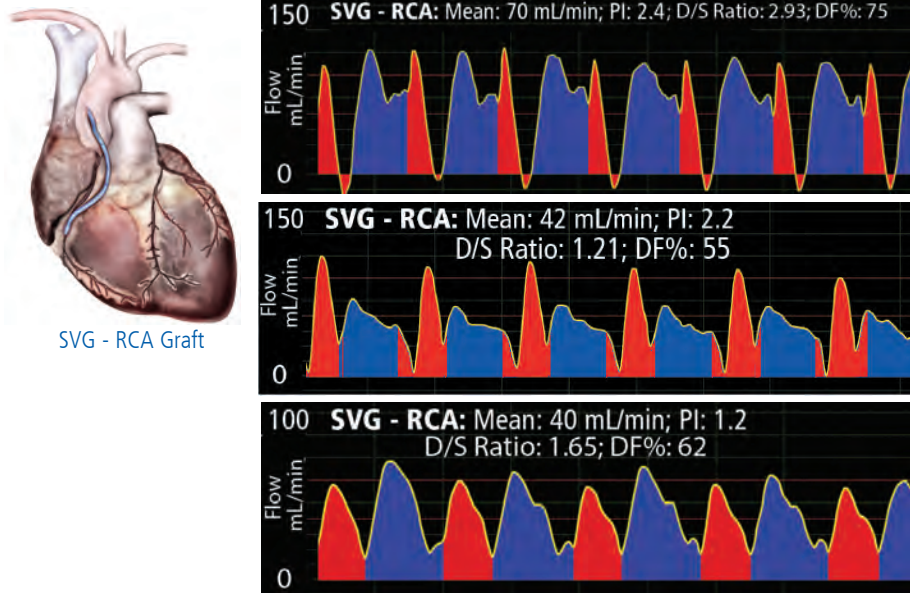 150 SVG - RCA: Mean: 70 mL/min; PI: 2.4; D/S Ratio: 2.93; DF%: 75
Flow
mL/min
0
SVG - RCA Graft
150 SVG - RCA: Mean: 42 mL/min; PI: 2.2
D/S Ratio: 1.21; DF%: 55
Flow
mL/min
0
100 SVG - RCA: Mean: 40 mL/min; PI: 1.2
D/S Ratio: 1.65; DF%: 62
Flow
mL/min
0